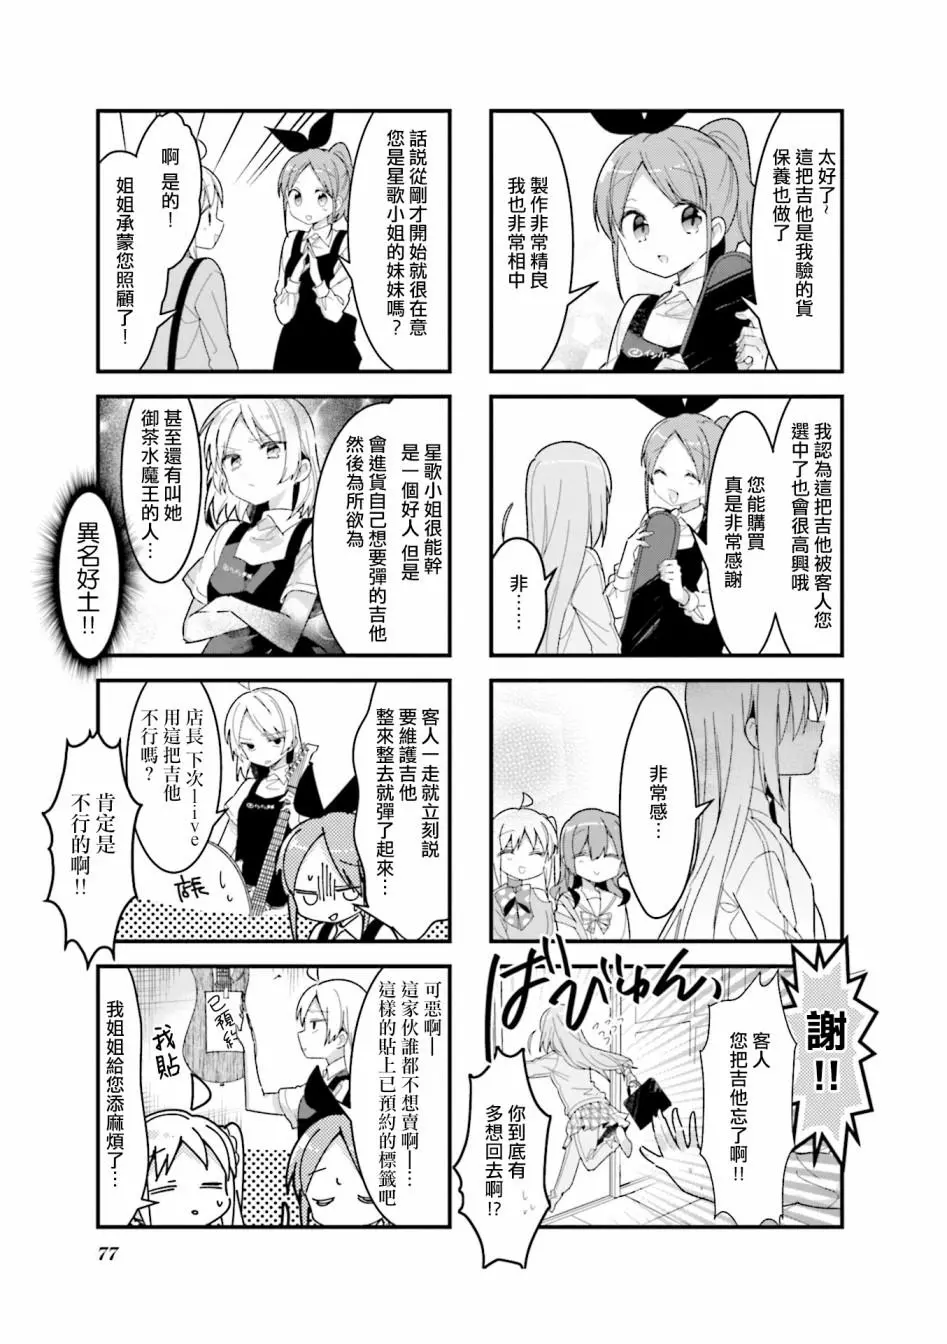 太好了~
這把吉他是我驗的貨
保養也做了
製作非常精良
我也非常相中
我認為這把吉他被客人您
選中了也會很高興哦
您能購買
真是非常感謝
非……
非常感…
謝!!
客人
您把吉他忘了啊!!
ばびゅん、
你到底有
多想回去啊!?
話說從剛才開始就很在意
您是星歌小姐的妹妹嗎?
啊 是的!
姐姐承蒙您照顧了!
星歌小姐很能幹
是一個好人 但是
會進貨自己想要彈的吉他
然後為所欲為
甚至還有叫她
御茶水魔王的人…
異名好土!!
客人一走就立刻說
要維護吉他
整來整去就彈了起來…
店長 下次live
用這把吉他
不行嗎?
肯定是
不行的啊!!
可惡啊—
這家伙誰都不想賣啊—…
這樣的貼上已預約的標籤吧
已預約
我貼
我姐姐給您添麻煩了…
77